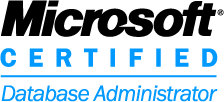 Microsoft®
CERTIFIED
Database Administrator